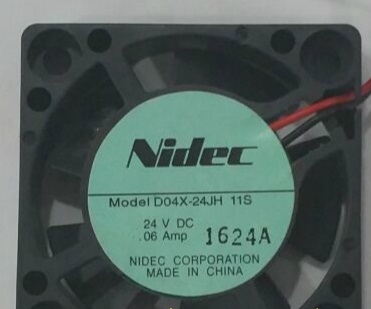 Nidec
Model D04X-24JH 11S
24 V DC
.06 Amp 1624A
NIDEC CORPORATION
MADE IN CHINA